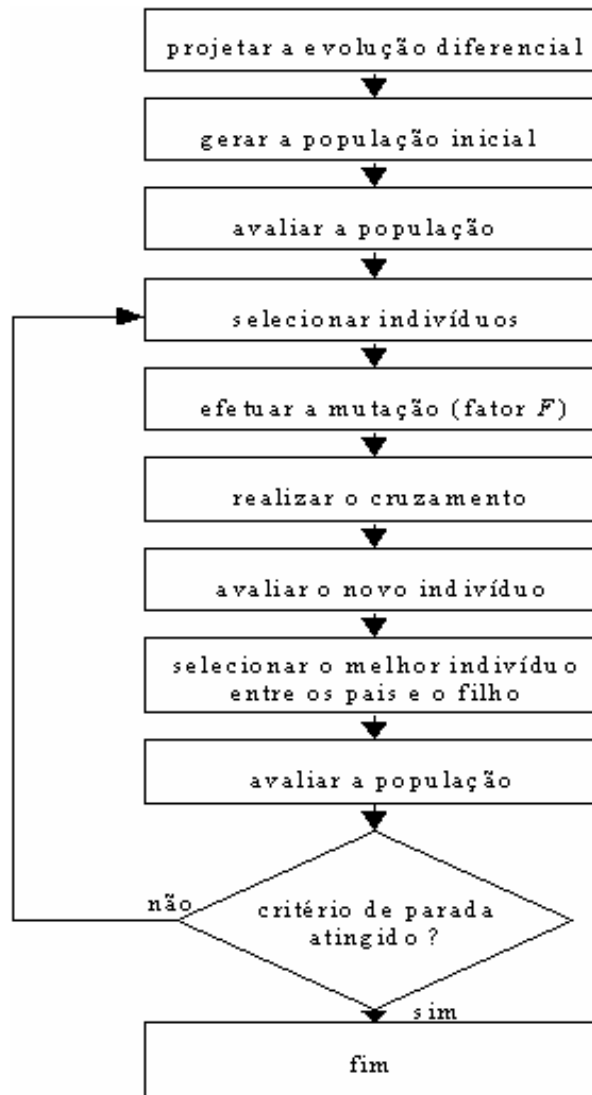 projetar a evolução diferencial
gerar a população inicial
avaliar a população
selecionar indivíduos
efetuar a mutação (fator F)
realizar o cruzamento
avaliar o novo indivíduo
selecionar o melhor indivíduo
entre os pais e o filho
avaliar a população
não
critério de parada
atingido ?
sim
fim